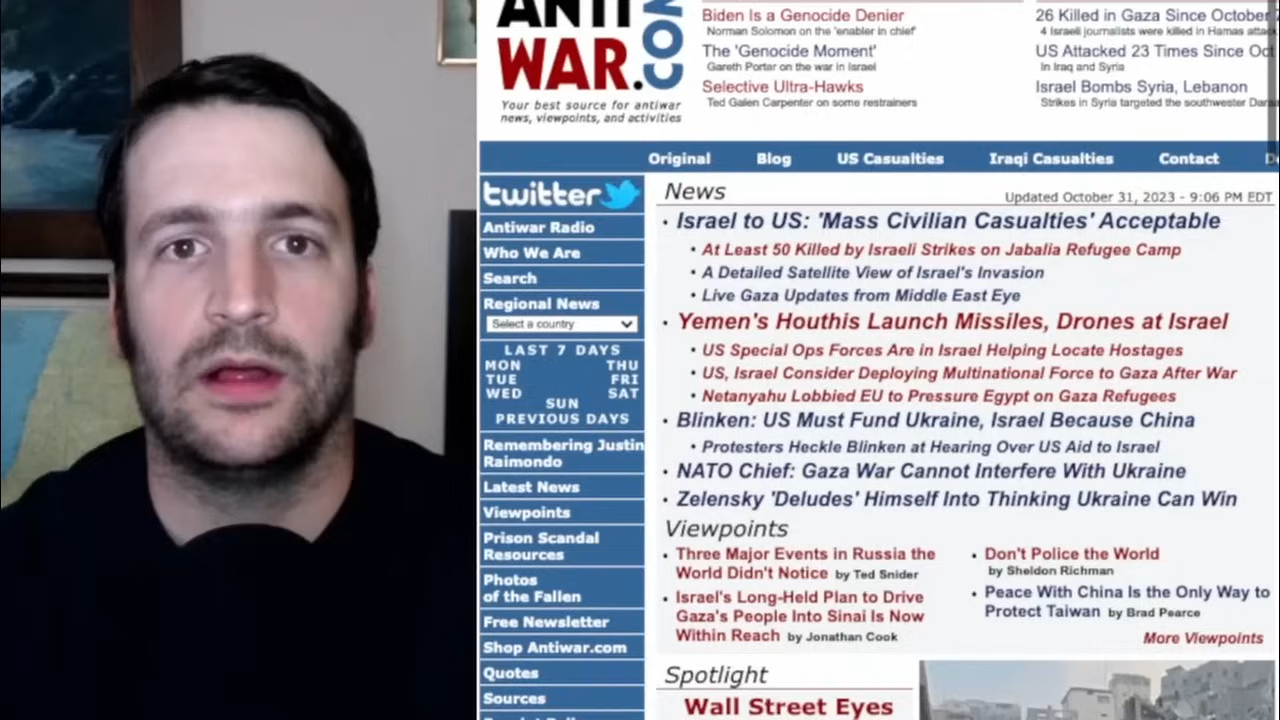 ANTI
WAR.COM
Your best source for antiwar
news, viewpoints, and activities
Biden Is a Genocide Denier
Norman Solomon on the 'enabler in chief'
The 'Genocide Moment'
Gareth Porter on the war in Israel
Selective Ultra-Hawks
Ted Galen Carpenter on some restrainers
26 Killed in Gaza Since October
4 Israeli journalists were killed in Hamas attack
US Attacked 23 Times Since Oct
In Iraq and Syria
Israel Bombs Syria, Lebanon
Strikes in Syria targeted the southwester Dara
Original Blog US Casualties Iraqi Casualties Contact D
twitter
Antiwar Radio
Who We Are
Search
Regional News
Select a country
LAST 7 DAYS
MON THU
TUE FRI
WED SAT
SUN
PREVIOUS DAYS
Remembering Justin
Raimondo
Latest News
Viewpoints
Prison Scandal
Resources
Photos
of the Fallen
Free Newsletter
Shop Antiwar.com
Quotes
Sources
News
Updated October 31, 2023 - 9:06 PM EDT
Israel to US: 'Mass Civilian Casualties' Acceptable
At Least 50 Killed by Israeli Strikes on Jabalia Refugee Camp
A Detailed Satellite View of Israel's Invasion
Live Gaza Updates from Middle East Eye
Yemen's Houthis Launch Missiles, Drones at Israel
US Special Ops Forces Are in Israel Helping Locate Hostages
US, Israel Consider Deploying Multinational Force to Gaza After War
Netanyahu Lobbied EU to Pressure Egypt on Gaza Refugees
Blinken: US Must Fund Ukraine, Israel Because China
Protesters Heckle Blinken at Hearing Over US Aid to Israel
NATO Chief: Gaza War Cannot Interfere With Ukraine
Zelensky 'Deludes' Himself Into Thinking Ukraine Can Win
Viewpoints
Three Major Events in Russia the
World Didn't Notice by Ted Snider
Israel's Long-Held Plan to Drive
Gaza's People Into Sinai Is Now
Within Reach by Jonathan Cook
Don't Police the World
by Sheldon Richman
Peace With China Is the Only Way to
Protect Taiwan by Brad Pearce
More Viewpoints
Spotlight
Wall Street Eyes